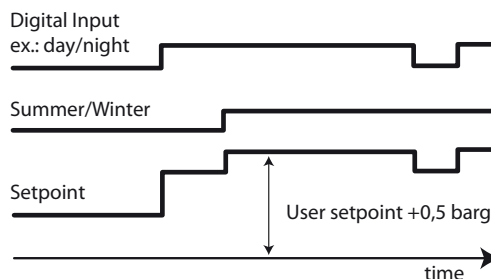 Digital Input
ex.: day/night
Summer/Winter
Setpoint
User setpoint +0,5 barg
time